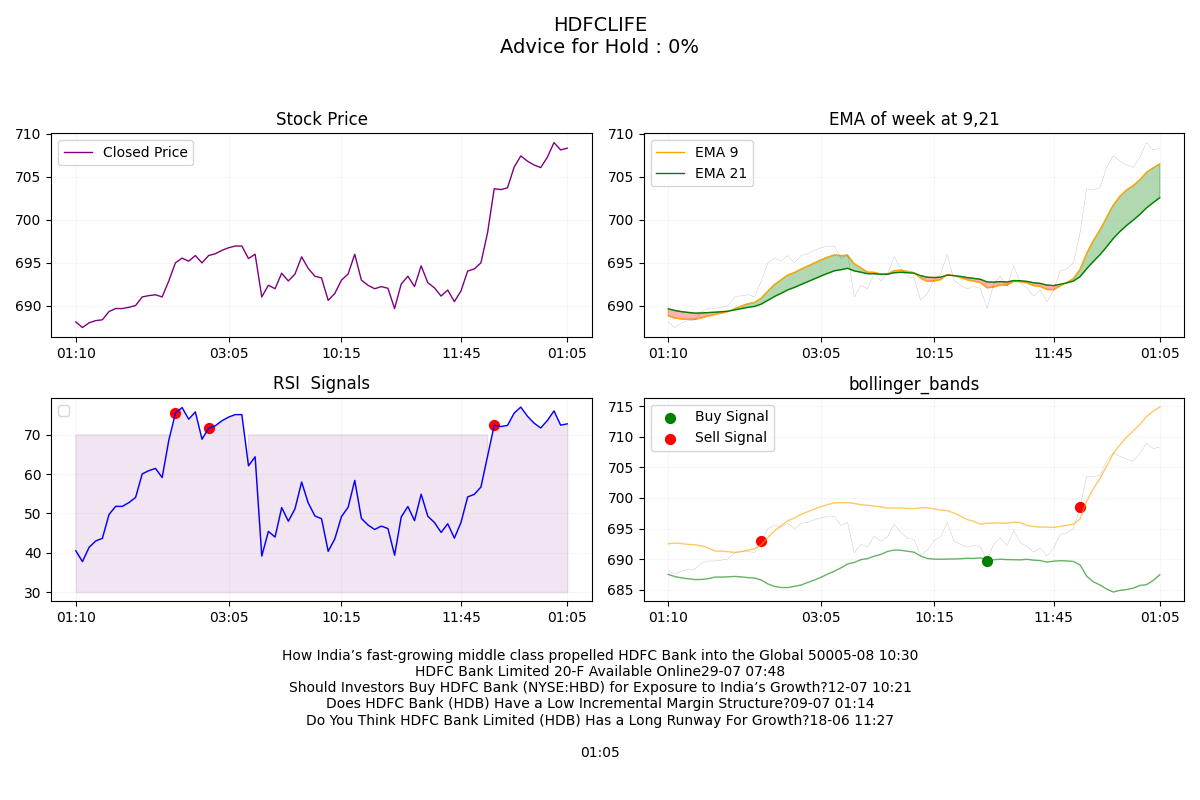 HDFCLIFE
Advice for Hold : 0%
Stock Price
710
705
700
695
690
Closed Price
01:10
03:05
10:15
11:45
01:05
EMA of week at 9,21
710
705
700
695
690
EMA 9
EMA 21
01:10
03:05
10:15
11:45
01:05
RSI  Signals
70
60
50
40
30
01:10
03:05
10:15
11:45
01:05
bollinger_bands
715
710
705
700
695
690
685
Buy Signal
Sell Signal
01:10
03:05
10:15
11:45
01:05
How India’s fast-growing middle class propelled HDFC Bank into the Global 50005-08 10:30
HDFC Bank Limited 20-F Available Online29-07 07:48
Should Investors Buy HDFC Bank (NYSE:HBD) for Exposure to India’s Growth?12-07 10:21
Does HDFC Bank (HDB) Have a Low Incremental Margin Structure?09-07 01:14
Do You Think HDFC Bank Limited (HDB) Has a Long Runway For Growth?18-06 11:27
01:05